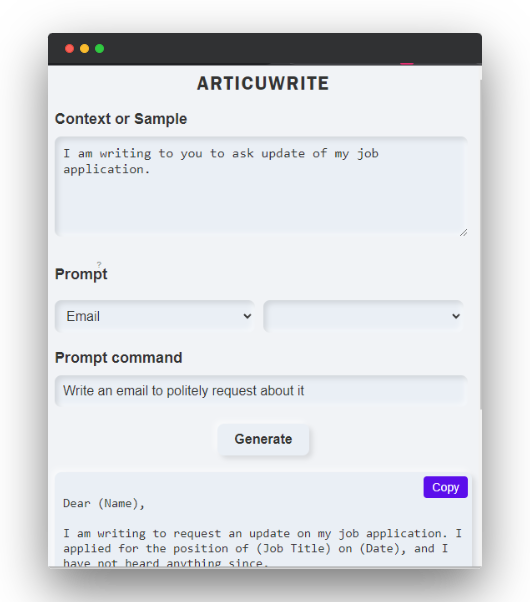 ARTICUWRITE
Context or Sample
I am writing to you to ask update of my job
application.
?
Prompt
Email
Prompt command
Write an email to politely request about it
Generate
Copy
Dear (Name),
I am writing to request an update on my job application. I
applied for the position of (Job Title) on (Date), and I
have not heard anything since.